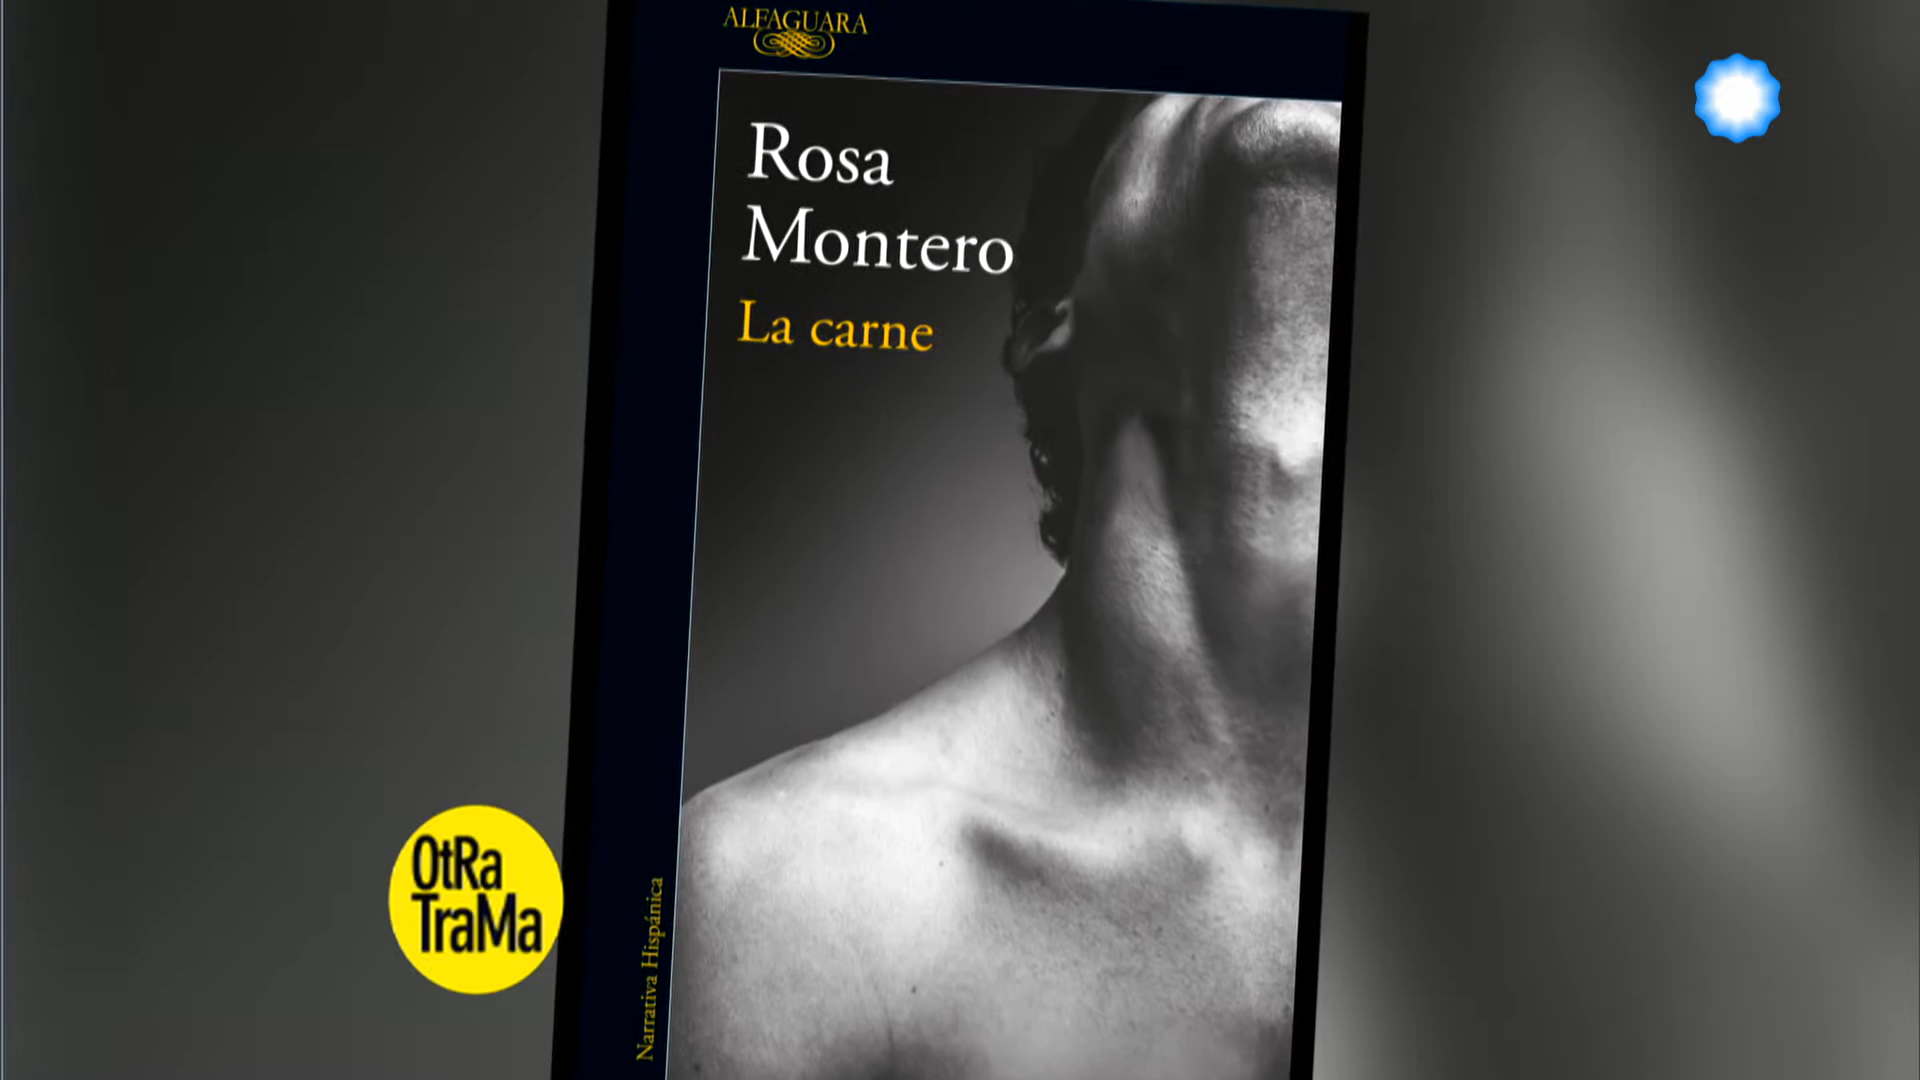 ALFAGUARA
Rosa
Montero
La carne
Narrativa Hispánica
OtRa
TraMa